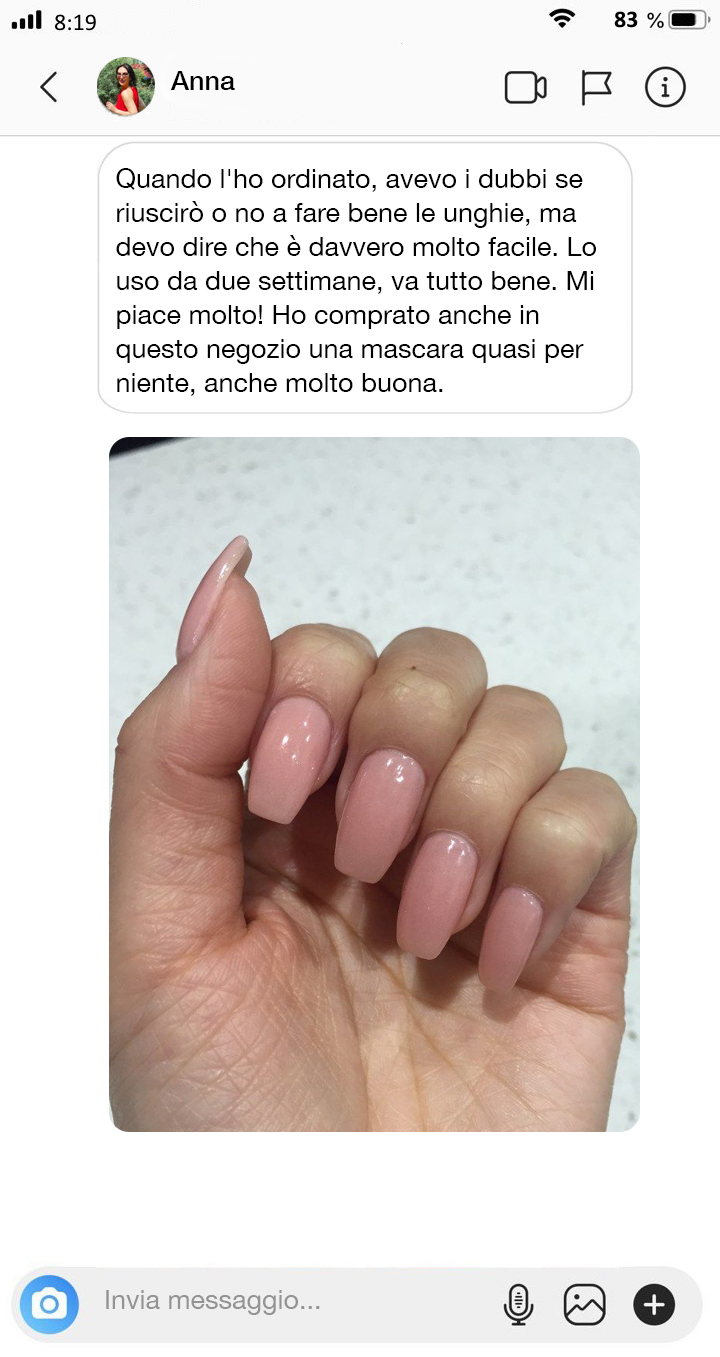 8:19
83 %
Anna
Quando l'ho ordinato, avevo i dubbi se
riuscirò o no a fare bene le unghie, ma
devo dire che è davvero molto facile. Lo
uso da due settimane, va tutto bene. Mi
piace molto! Ho comprato anche in
questo negozio una mascara quasi per
niente, anche molto buona.
Invia messaggio...